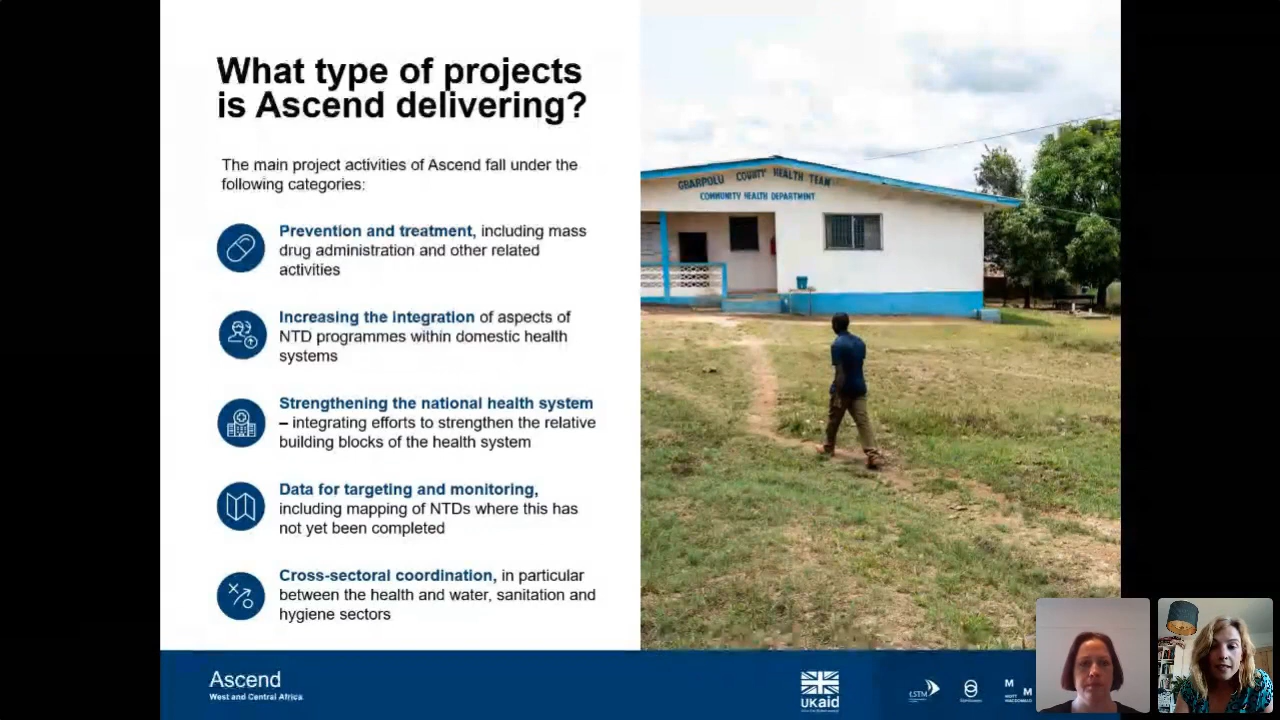 What type of projects
is Ascend delivering?
The main project activities of Ascend fall under the
following categories:
Prevention and treatment, including mass
drug administration and other related
activities
Increasing the integration of aspects of
NTD programmes within domestic health
systems
Strengthening the national health system
– integrating efforts to strengthen the relative
building blocks of the health system
Data for targeting and monitoring,
including mapping of NTDs where this has
not yet been completed
Cross-sectoral coordination, in particular
between the health and water, sanitation and
hygiene sectors
GBARPOLU COUNTY HEALTH TEAM
COMMUNITY HEALTH DEPARTMENT
Ascend
West and Central Africa
UKaid
LSTM
M
MOTT
M
MACDONALD